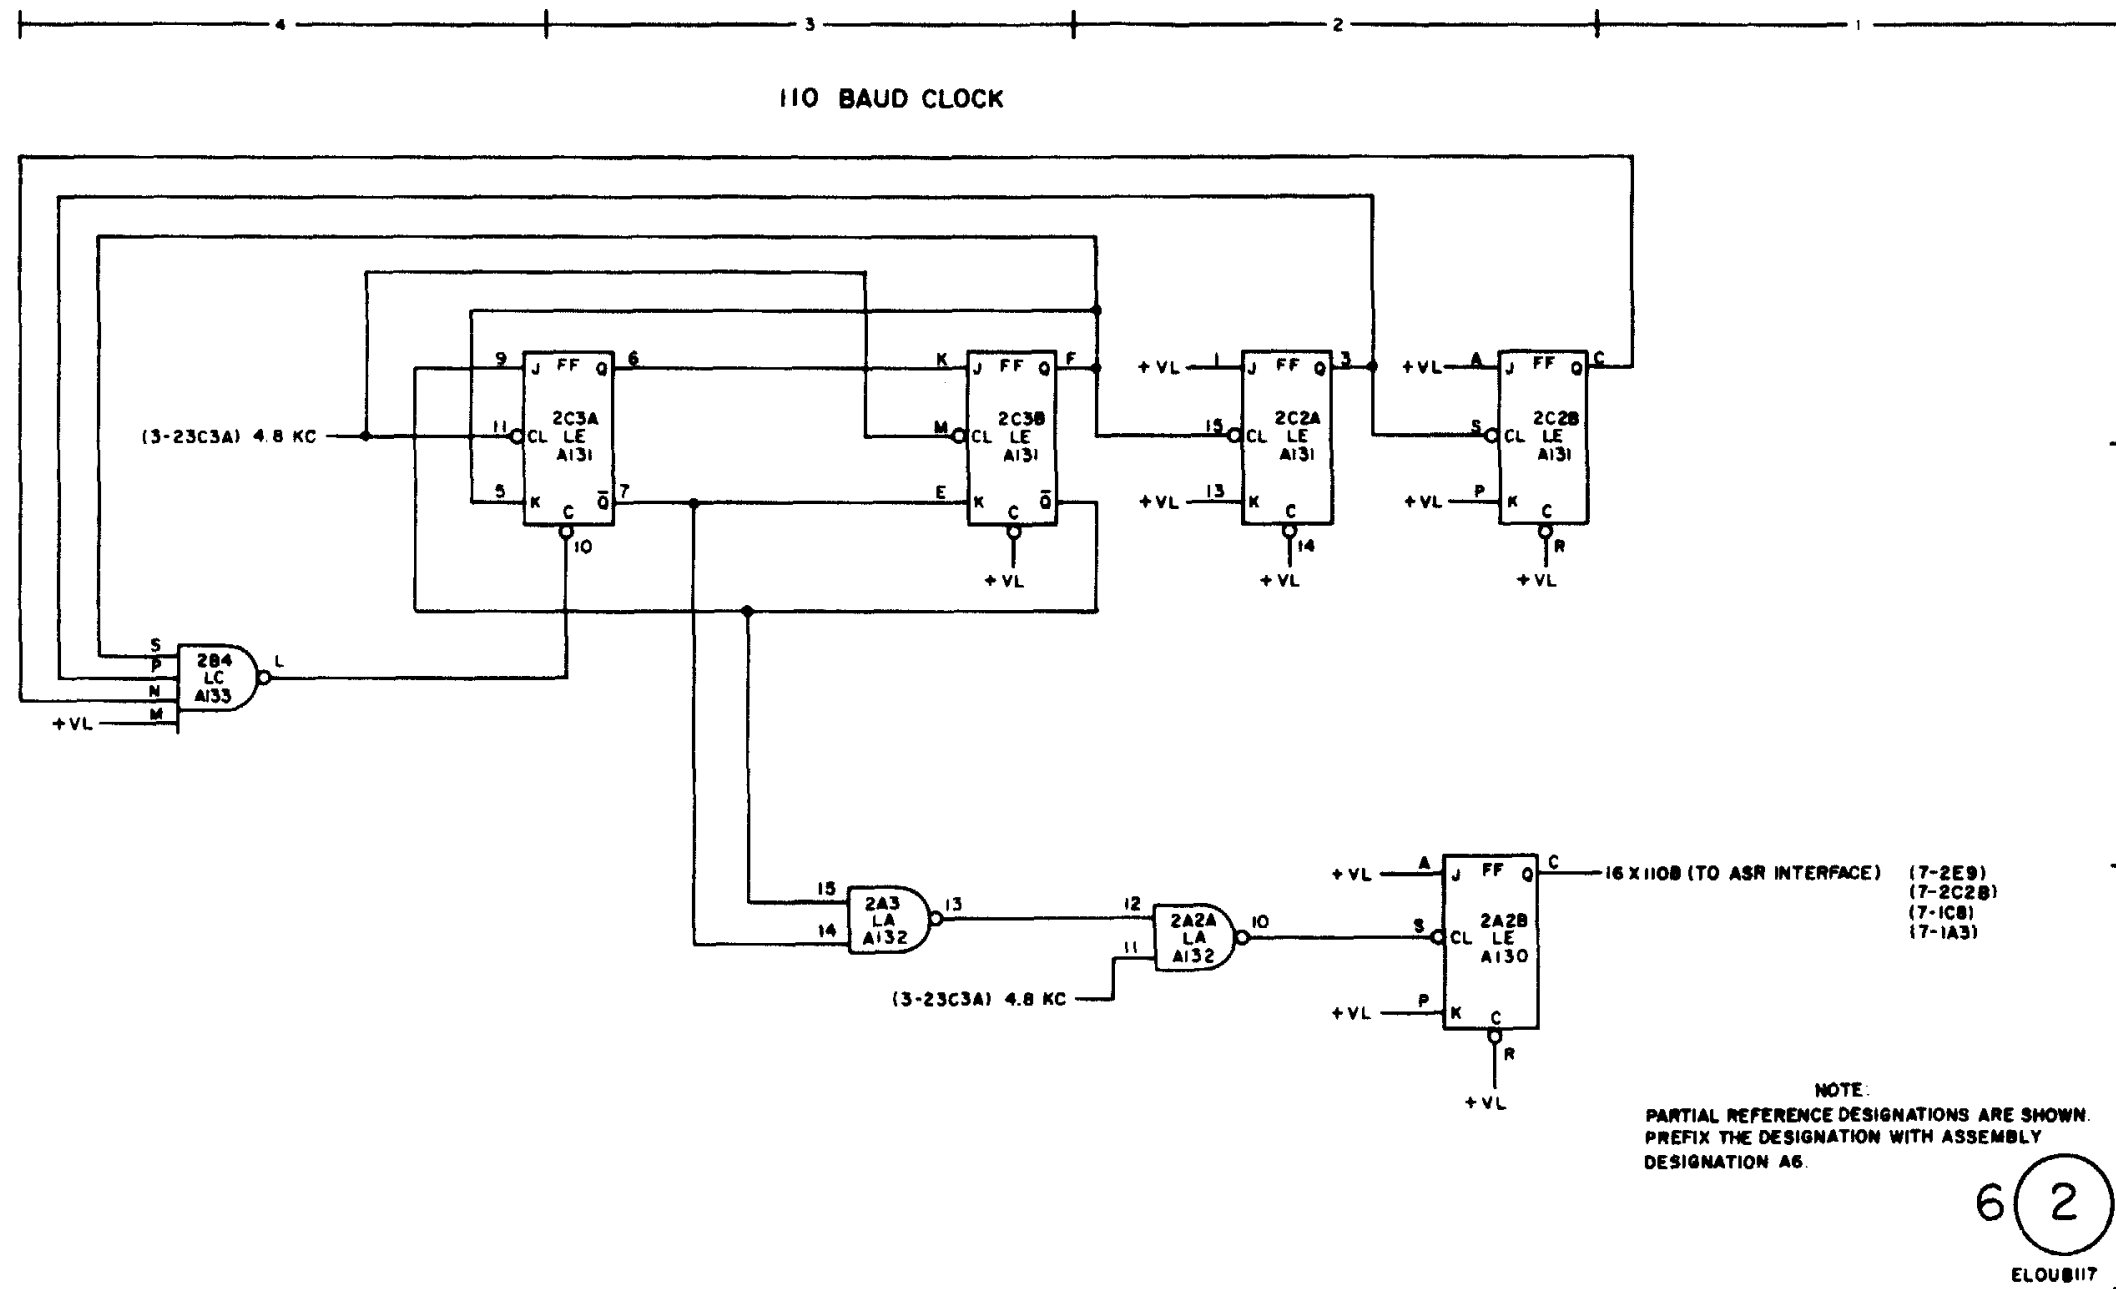 4 3 2 1
110 BAUD CLOCK
9 J FF Q 6
K J FF Q F
+VL 1 J FF Q 3
+VL A J FF Q C
(3-23C3A) 4.8 KC
11 CL 2C3A LE A131
M CL 2C3B LE A131
15 CL 2C2A LE A131
S CL 2C2B LE A131
5 K C Q̅ 7
E K C Q̅
+VL 13 K C
+VL P K C
10
+VL
14
+VL
R
+VL
S
P
N
+VL M
2B4
LC
A133
L
15
14
2A3
LA
A132
13
12
11
2A2A
LA
A132
10
(3-23C3A) 4.8 KC
+VL A J FF Q C
S CL 2A2B
LE
A130
+VL P K C
R
+VL
16 X 110B (TO ASR INTERFACE) (7-2E9)
(7-2C2B)
(7-1C8)
(7-1A3)
NOTE:
PARTIAL REFERENCE DESIGNATIONS ARE SHOWN.
PREFIX THE DESIGNATION WITH ASSEMBLY
DESIGNATION A6.
6 2
ELOUB117